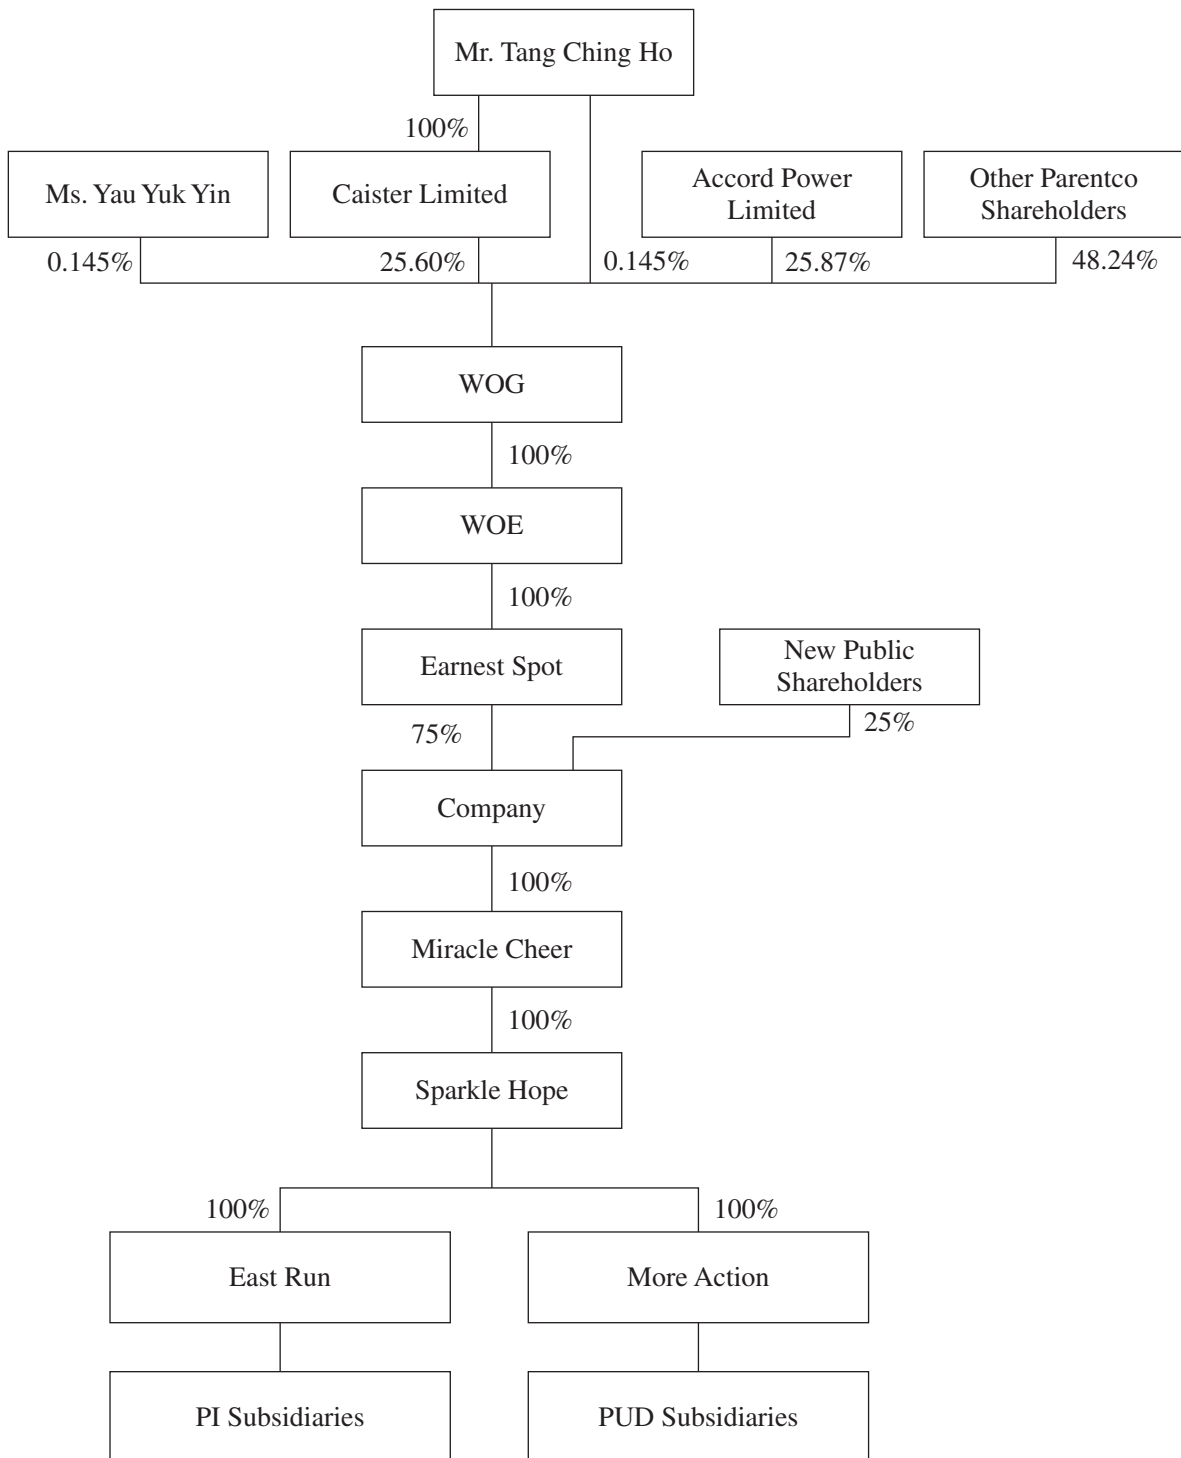 Mr. Tang Ching Ho
100%
Ms. Yau Yuk Yin
Caister Limited
Accord Power
Limited
Other Parentco
Shareholders
0.145%
25.60%
0.145%
25.87%
48.24%
WOG
100%
WOE
100%
Earnest Spot
New Public
Shareholders
75%
25%
Company
100%
Miracle Cheer
100%
Sparkle Hope
100%
100%
East Run
More Action
PI Subsidiaries
PUD Subsidiaries